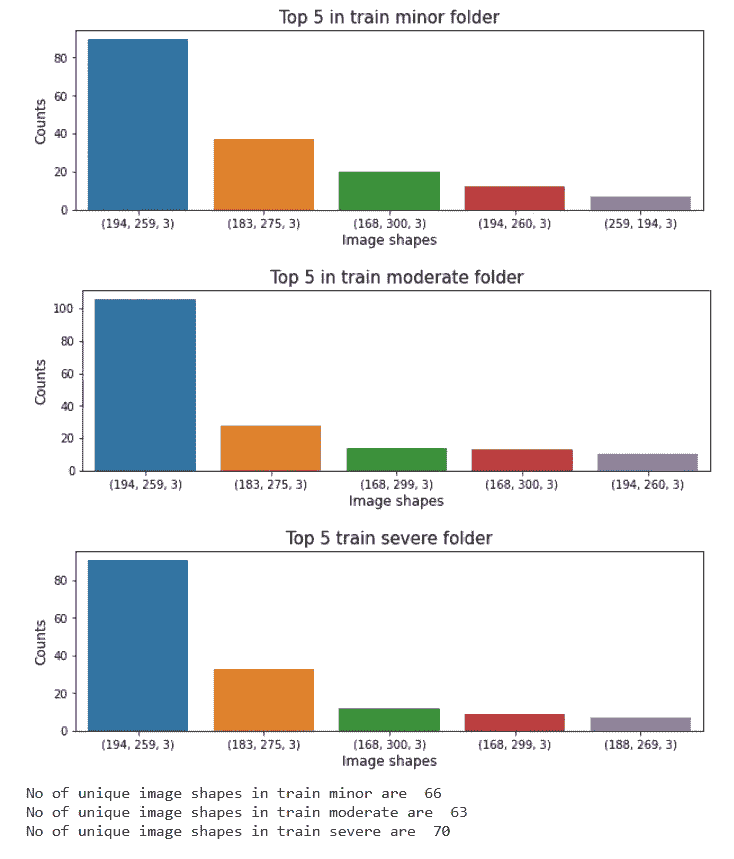 Top 5 in train minor folder
Counts
80
60
40
20
0
(194, 259, 3) (183, 275, 3) (168, 300, 3) (194, 260, 3) (259, 194, 3)
Image shapes
Top 5 in train moderate folder
Counts
100
80
60
40
20
0
(194, 259, 3) (183, 275, 3) (168, 299, 3) (168, 300, 3) (194, 260, 3)
Image shapes
Top 5 train severe folder
Counts
80
60
40
20
0
(194, 259, 3) (183, 275, 3) (168, 300, 3) (168, 299, 3) (188, 269, 3)
Image shapes
No of unique image shapes in train minor are  66
No of unique image shapes in train moderate are  63
No of unique image shapes in train severe are  70